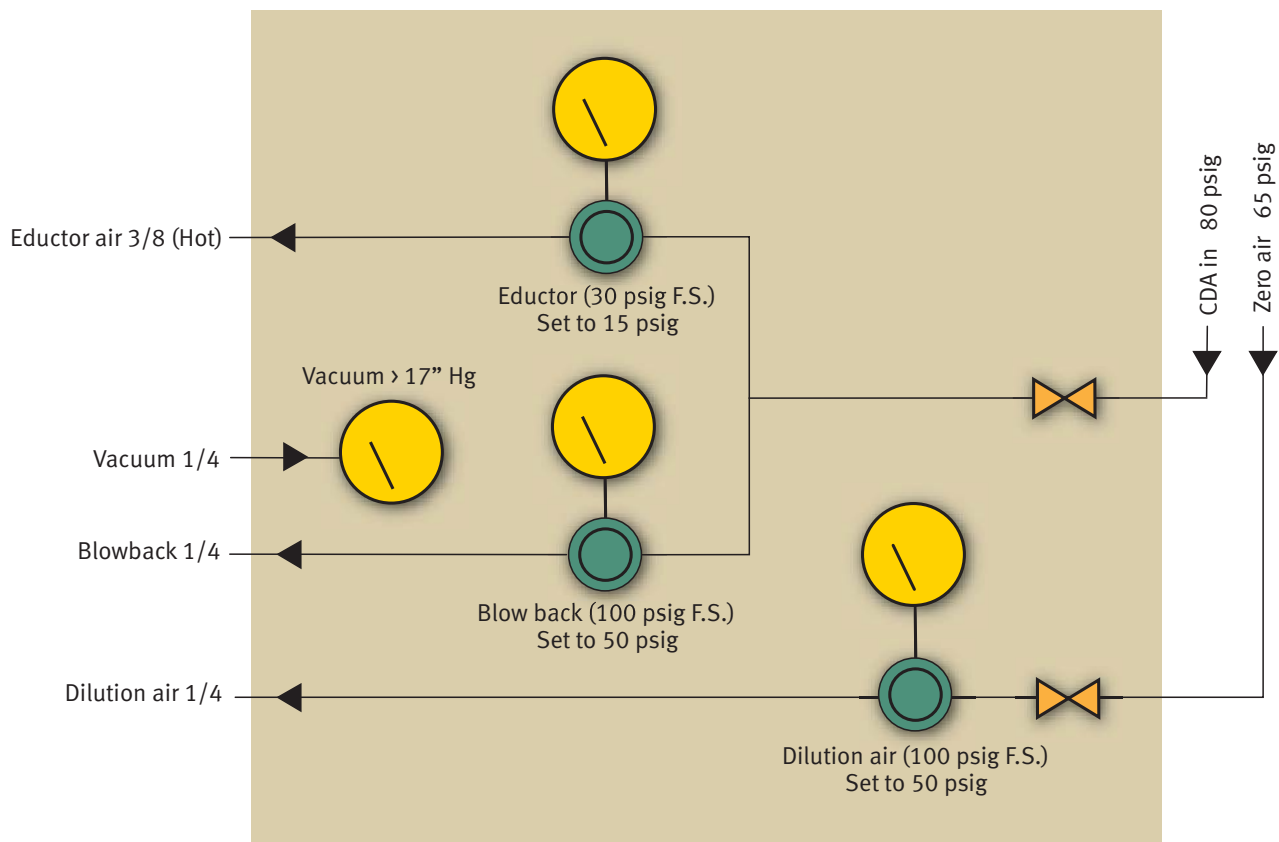 CDA in 80 psig
Zero air 65 psig
Eductor air 3/8 (Hot)
Eductor (30 psig F.S.)
Set to 15 psig
Vacuum > 17” Hg
Vacuum 1/4
Blowback 1/4
Blow back (100 psig F.S.)
Set to 50 psig
Dilution air 1/4
Dilution air (100 psig F.S.)
Set to 50 psig